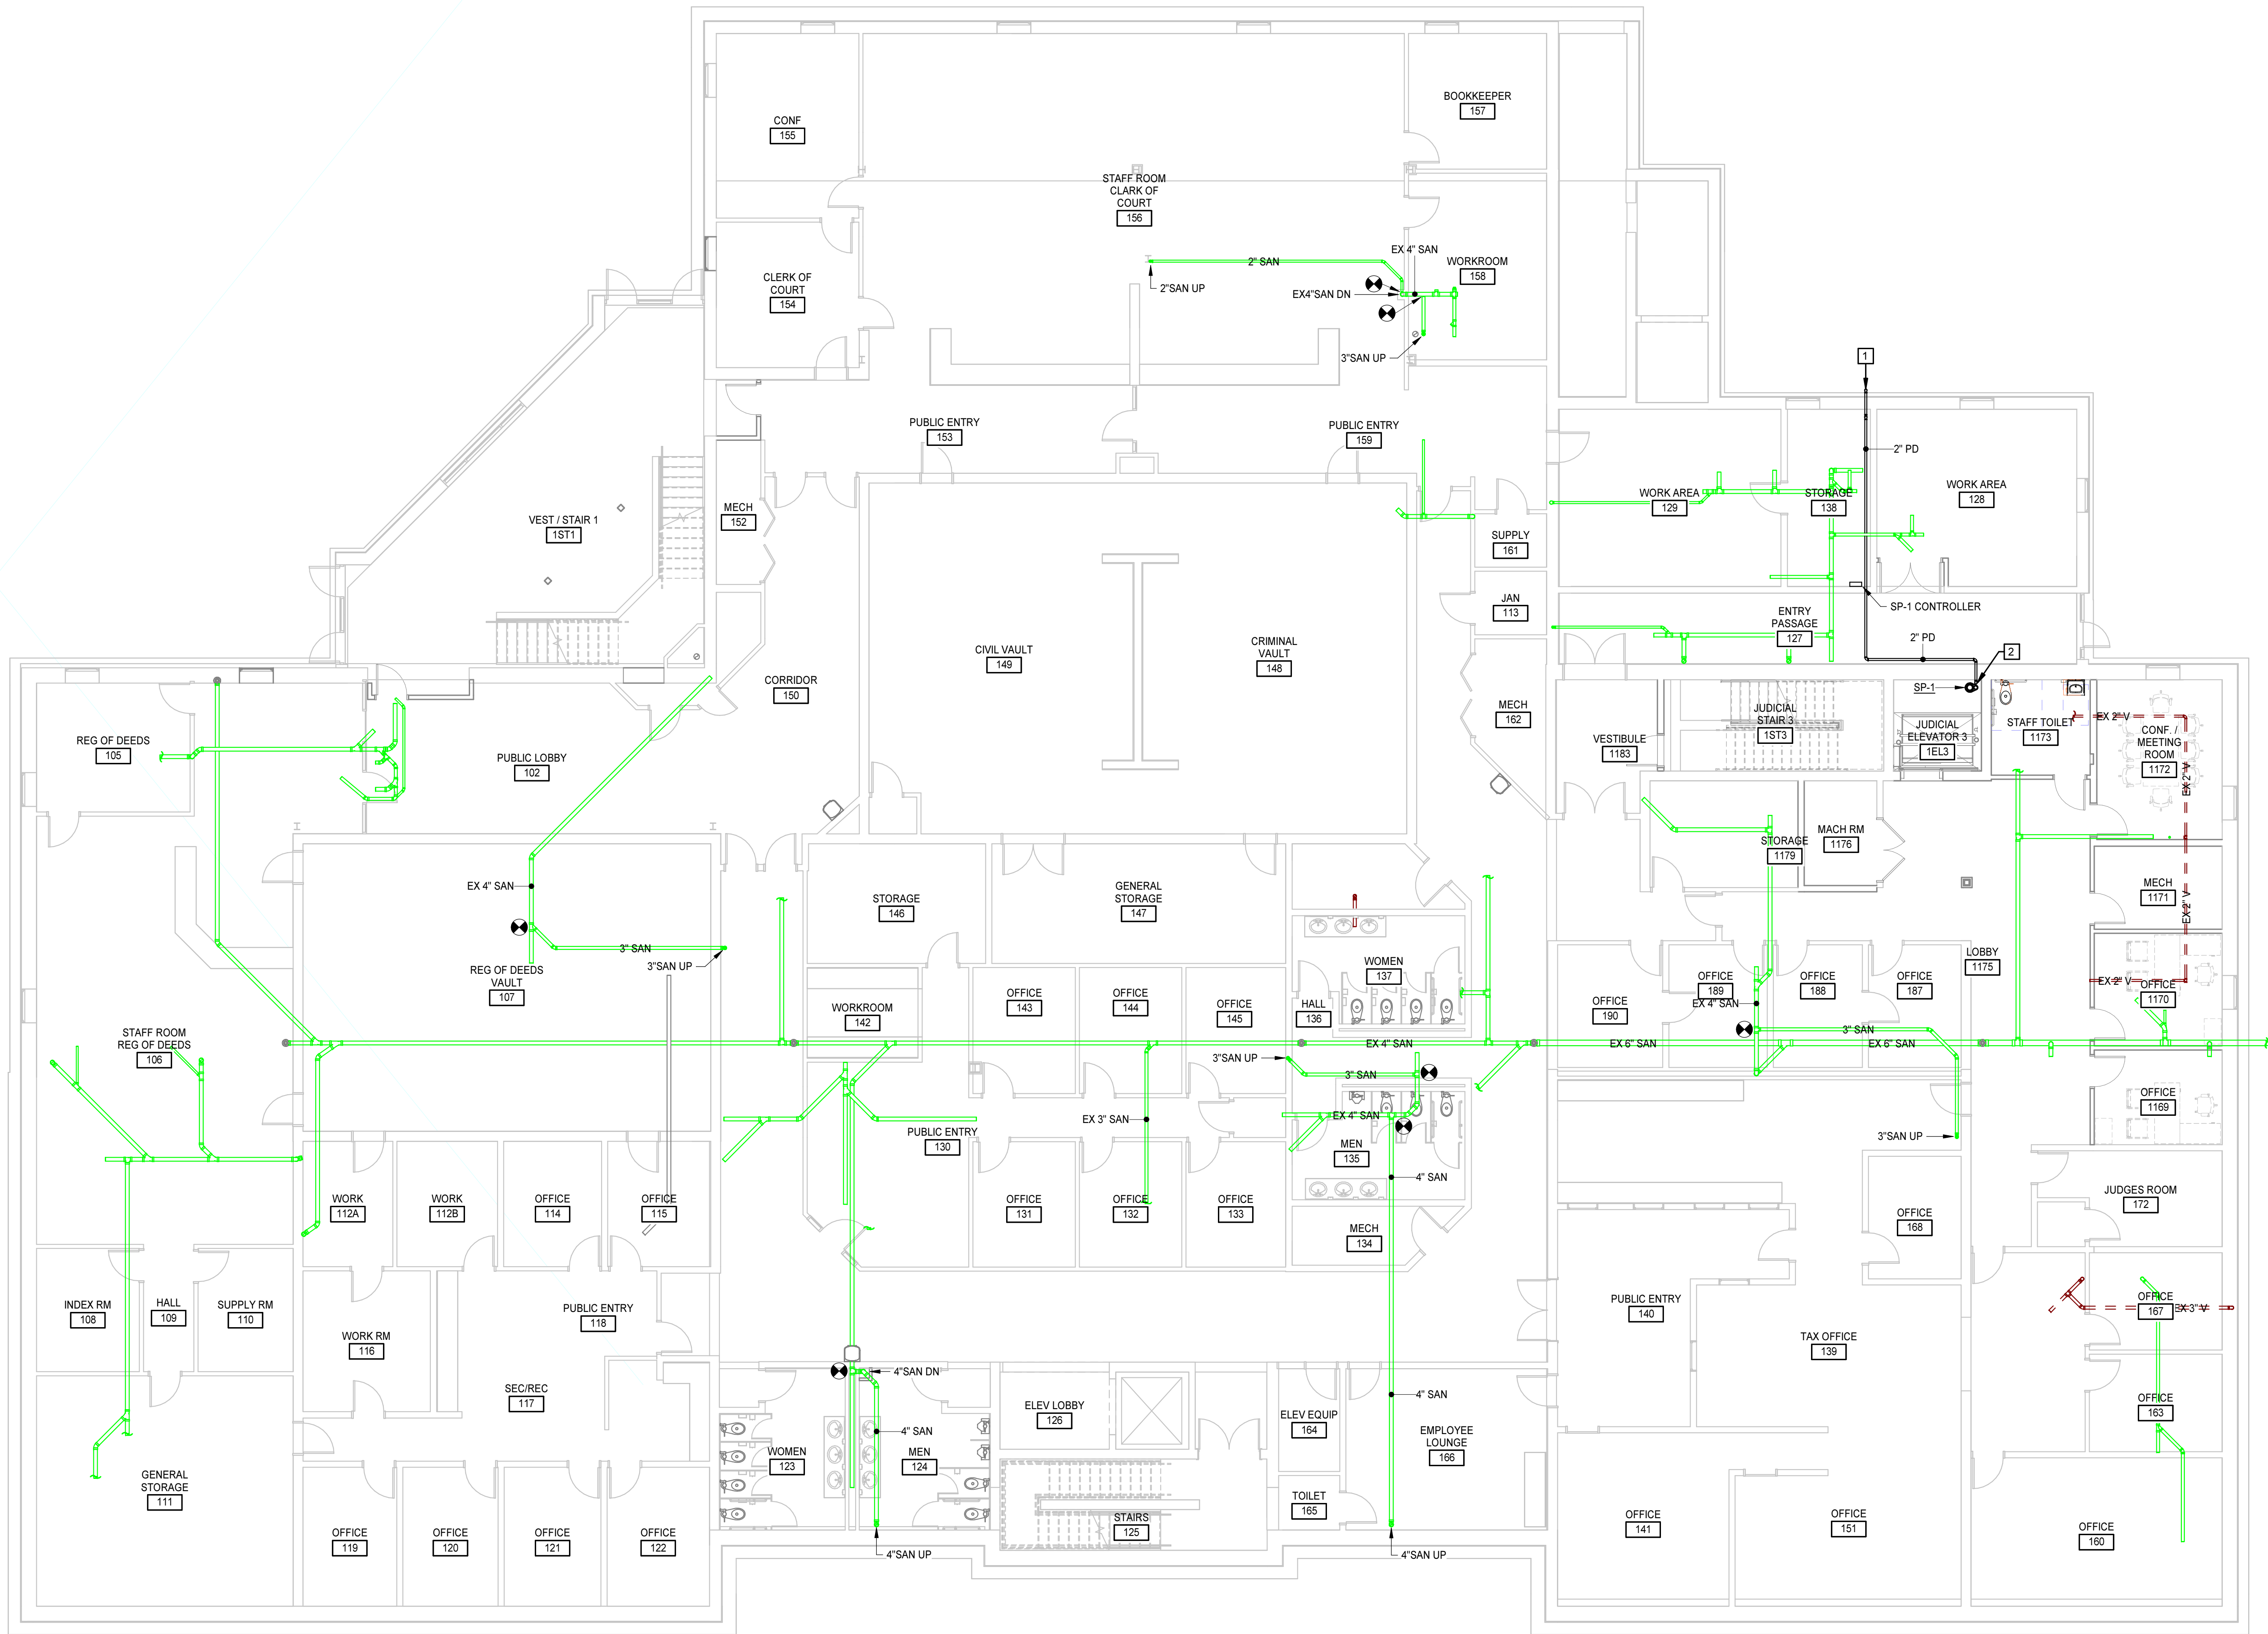 BOOKKEEPER
157
CONF
155
STAFF ROOM
CLARK OF
COURT
156
EX 4" SAN
2" SAN
WORKROOM
158
CLERK OF
COURT
154
2"SAN UP
EX4"SAN DN
3"SAN UP
1
PUBLIC ENTRY
153
PUBLIC ENTRY
159
2" PD
WORK AREA
129
STORAGE
138
WORK AREA
128
MECH
152
VEST / STAIR 1
1ST1
SUPPLY
161
JAN
113
SP-1 CONTROLLER
ENTRY
PASSAGE
127
2" PD
2
CIVIL VAULT
149
CRIMINAL
VAULT
148
CORRIDOR
150
SP-1
MECH
162
JUDICIAL
STAIR 3
1ST3
JUDICIAL
ELEVATOR 3
1EL3
STAFF TOILET
1173
EX 2" V
CONF. /
MEETING
ROOM
1172
EX 2" V
VESTIBULE
1183
REG OF DEEDS
105
PUBLIC LOBBY
102
STORAGE
1179
MACH RM
1176
EX 4" SAN
STORAGE
146
GENERAL
STORAGE
147
MECH
1171
EX 2" V
3" SAN
3"SAN UP
REG OF DEEDS
VAULT
107
WOMEN
137
LOBBY
1175
OFFICE
143
OFFICE
144
OFFICE
145
HALL
136
OFFICE
190
OFFICE
189
EX 4" SAN
OFFICE
188
OFFICE
187
EX 2" V
OFFICE
1170
WORKROOM
142
STAFF ROOM
REG OF DEEDS
106
EX 4" SAN
EX 6" SAN
3" SAN
EX 6" SAN
3"SAN UP
3" SAN
OFFICE
1169
EX 3" SAN
EX 4" SAN
PUBLIC ENTRY
130
MEN
135
3"SAN UP
4" SAN
WORK
112A
WORK
112B
OFFICE
114
OFFICE
115
OFFICE
131
OFFICE
132
OFFICE
133
MECH
134
JUDGES ROOM
172
OFFICE
168
INDEX RM
108
HALL
109
SUPPLY RM
110
PUBLIC ENTRY
118
WORK RM
116
PUBLIC ENTRY
140
TAX OFFICE
139
OFFICE
167
EX 3" V
4"SAN DN
SEC/REC
117
ELEV LOBBY
126
ELEV EQUIP
164
4" SAN
EMPLOYEE
LOUNGE
166
OFFICE
163
4" SAN
WOMEN
123
MEN
124
GENERAL
STORAGE
111
TOILET
165
STAIRS
125
OFFICE
119
OFFICE
120
OFFICE
121
OFFICE
122
4"SAN UP
4"SAN UP
OFFICE
141
OFFICE
151
OFFICE
160